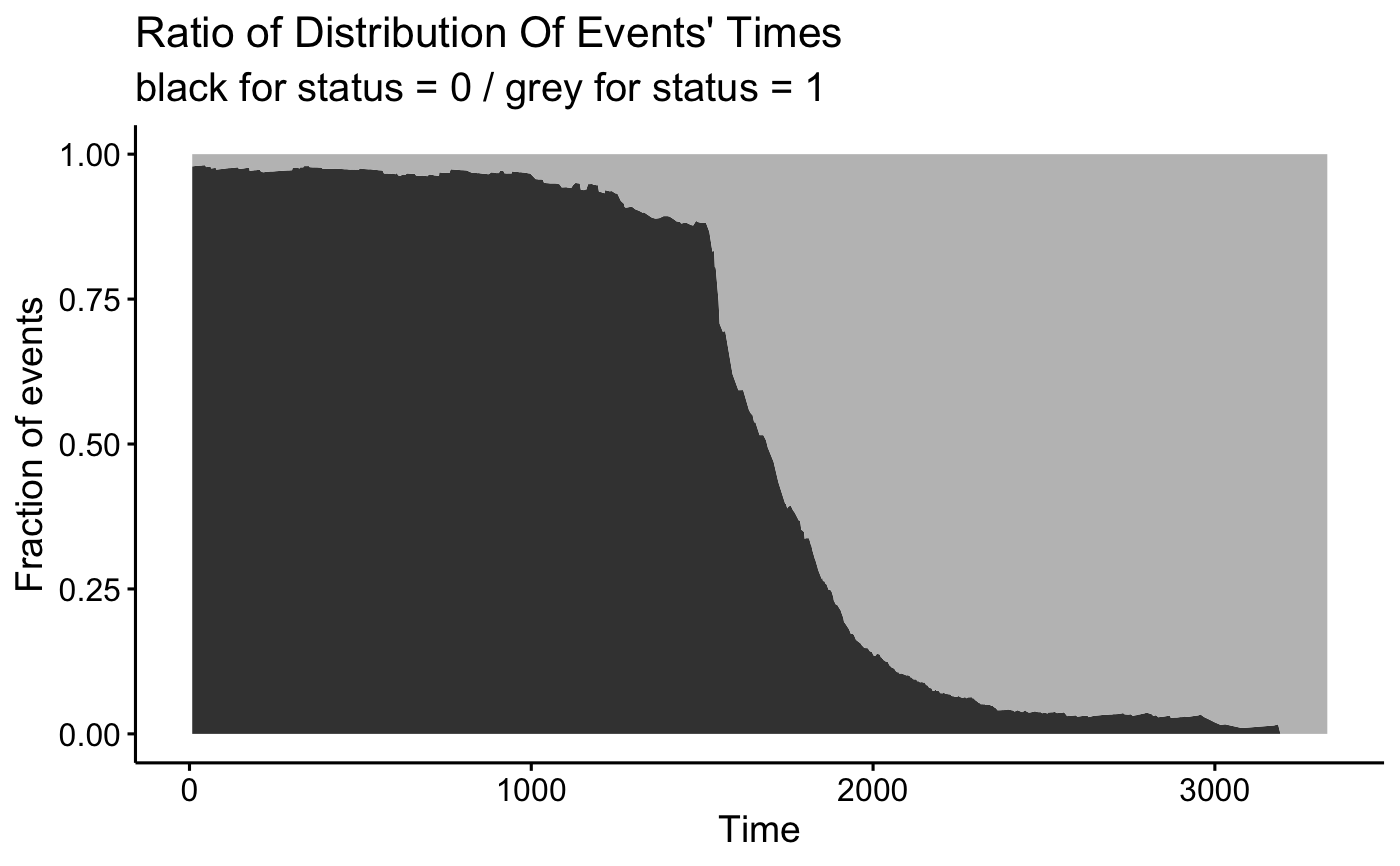 Ratio of Distribution Of Events' Times
black for status = 0 / grey for status = 1
Fraction of events
1.00
0.75
0.50
0.25
0.00
0 1000 2000 3000
Time